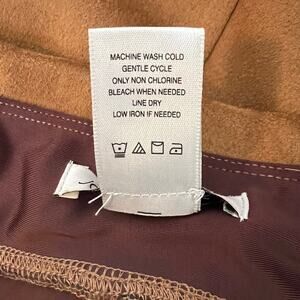 MACHINE WASH COLD
GENTLE CYCLE
ONLY NON CHLORINE
BLEACH WHEN NEEDED
LINE DRY
LOW IRON IF NEEDED